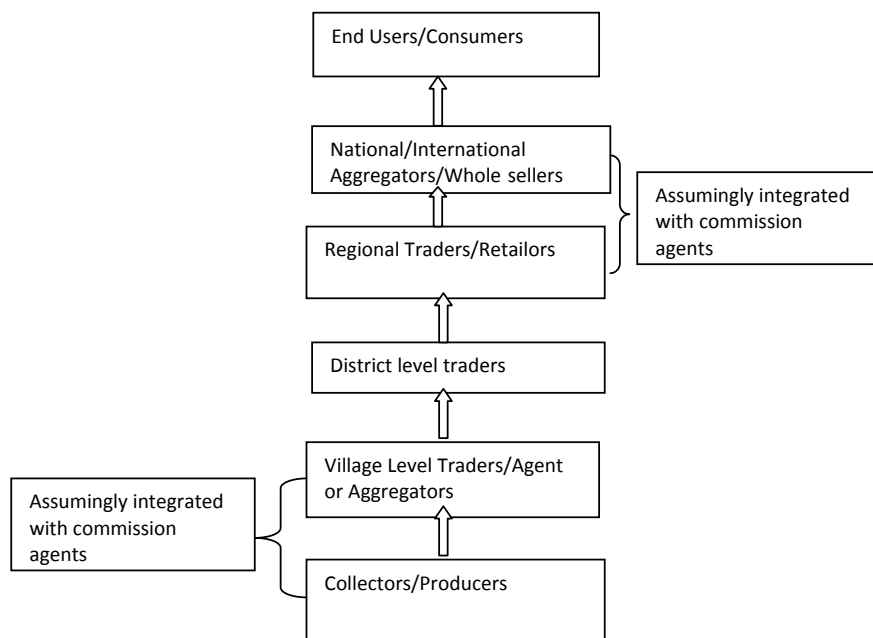 End Users/Consumers
National/International
Aggregators/Whole sellers
Assumingly integrated
with commission
agents
Regional Traders/Retailors
District level traders
Village Level Traders/Agent
or Aggregators
Assumingly integrated
with commission
agents
Collectors/Producers